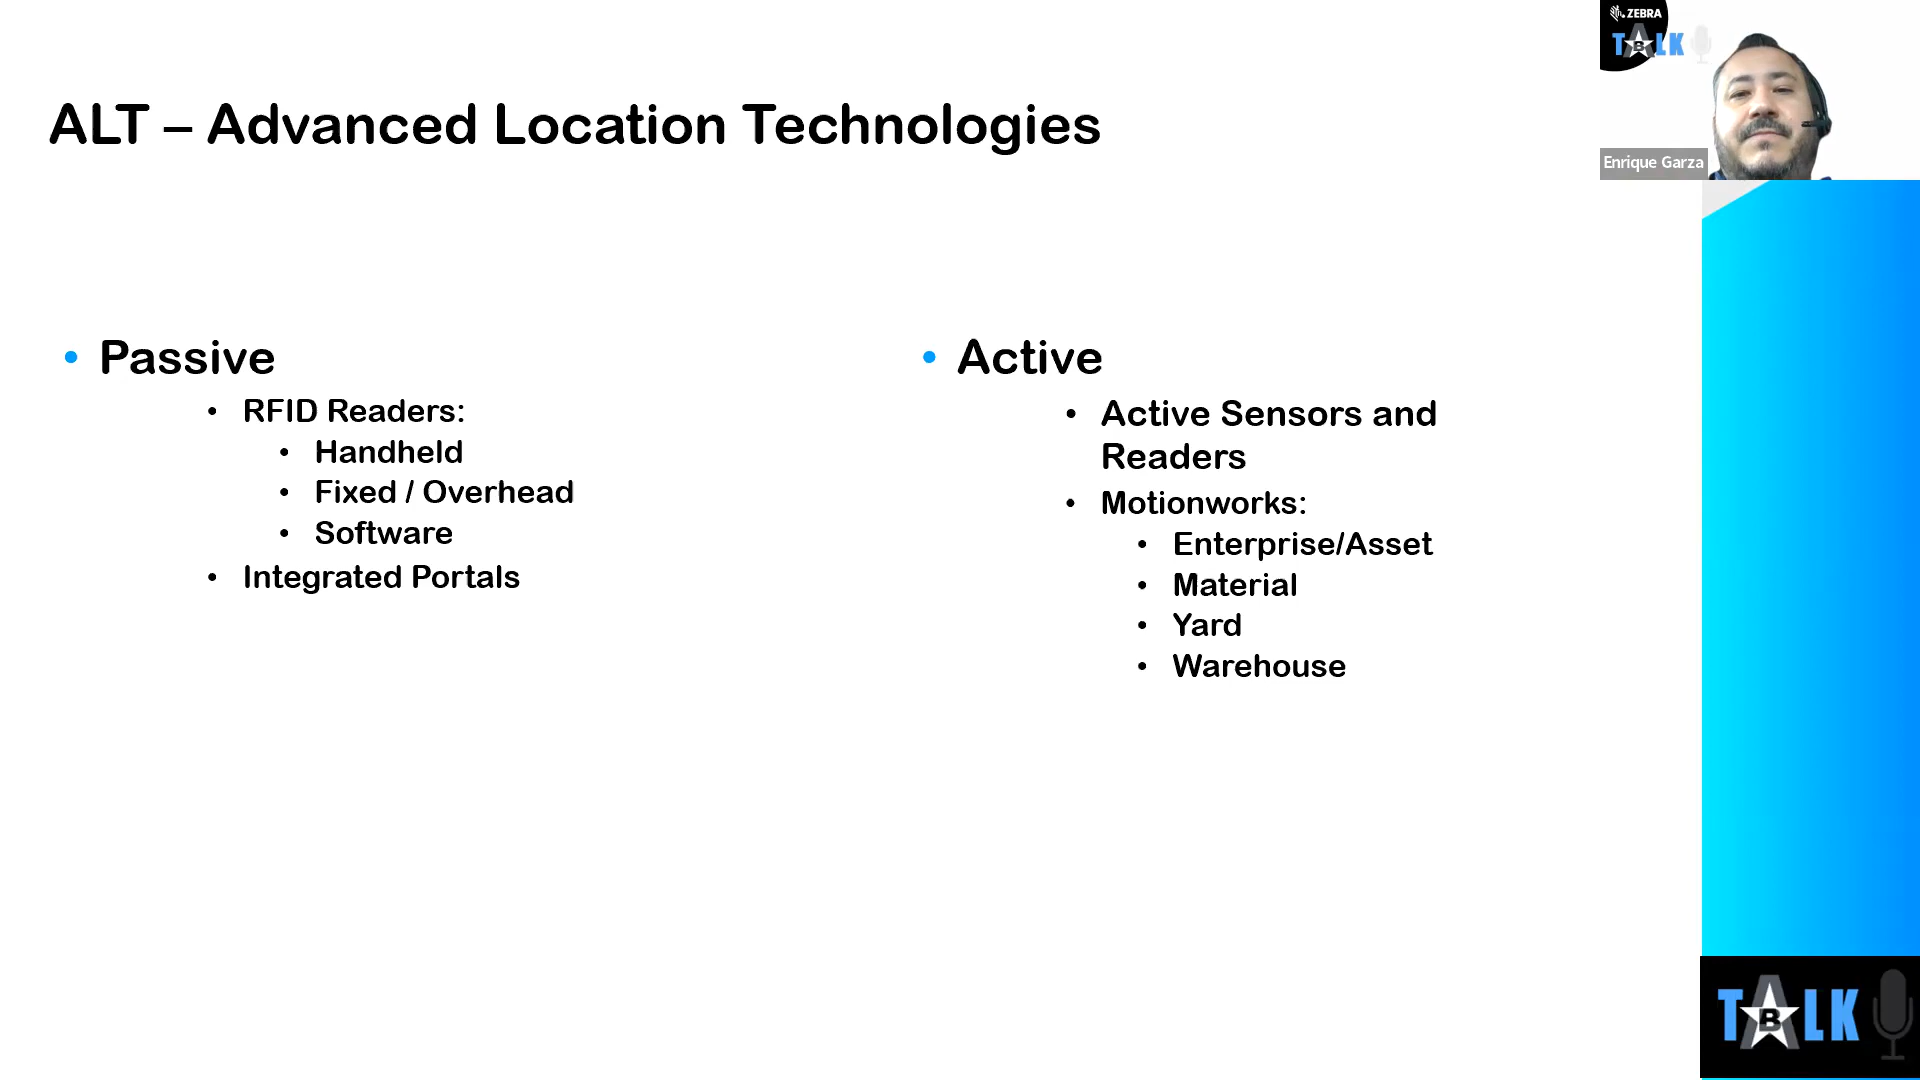 ZEBRA
TALK
B
ALT – Advanced Location Technologies
Enrique Garza
• Passive
• RFID Readers:
• Handheld
• Fixed / Overhead
• Software
• Integrated Portals
• Active
• Active Sensors and
Readers
• Motionworks:
• Enterprise/Asset
• Material
• Yard
• Warehouse
TALK
B